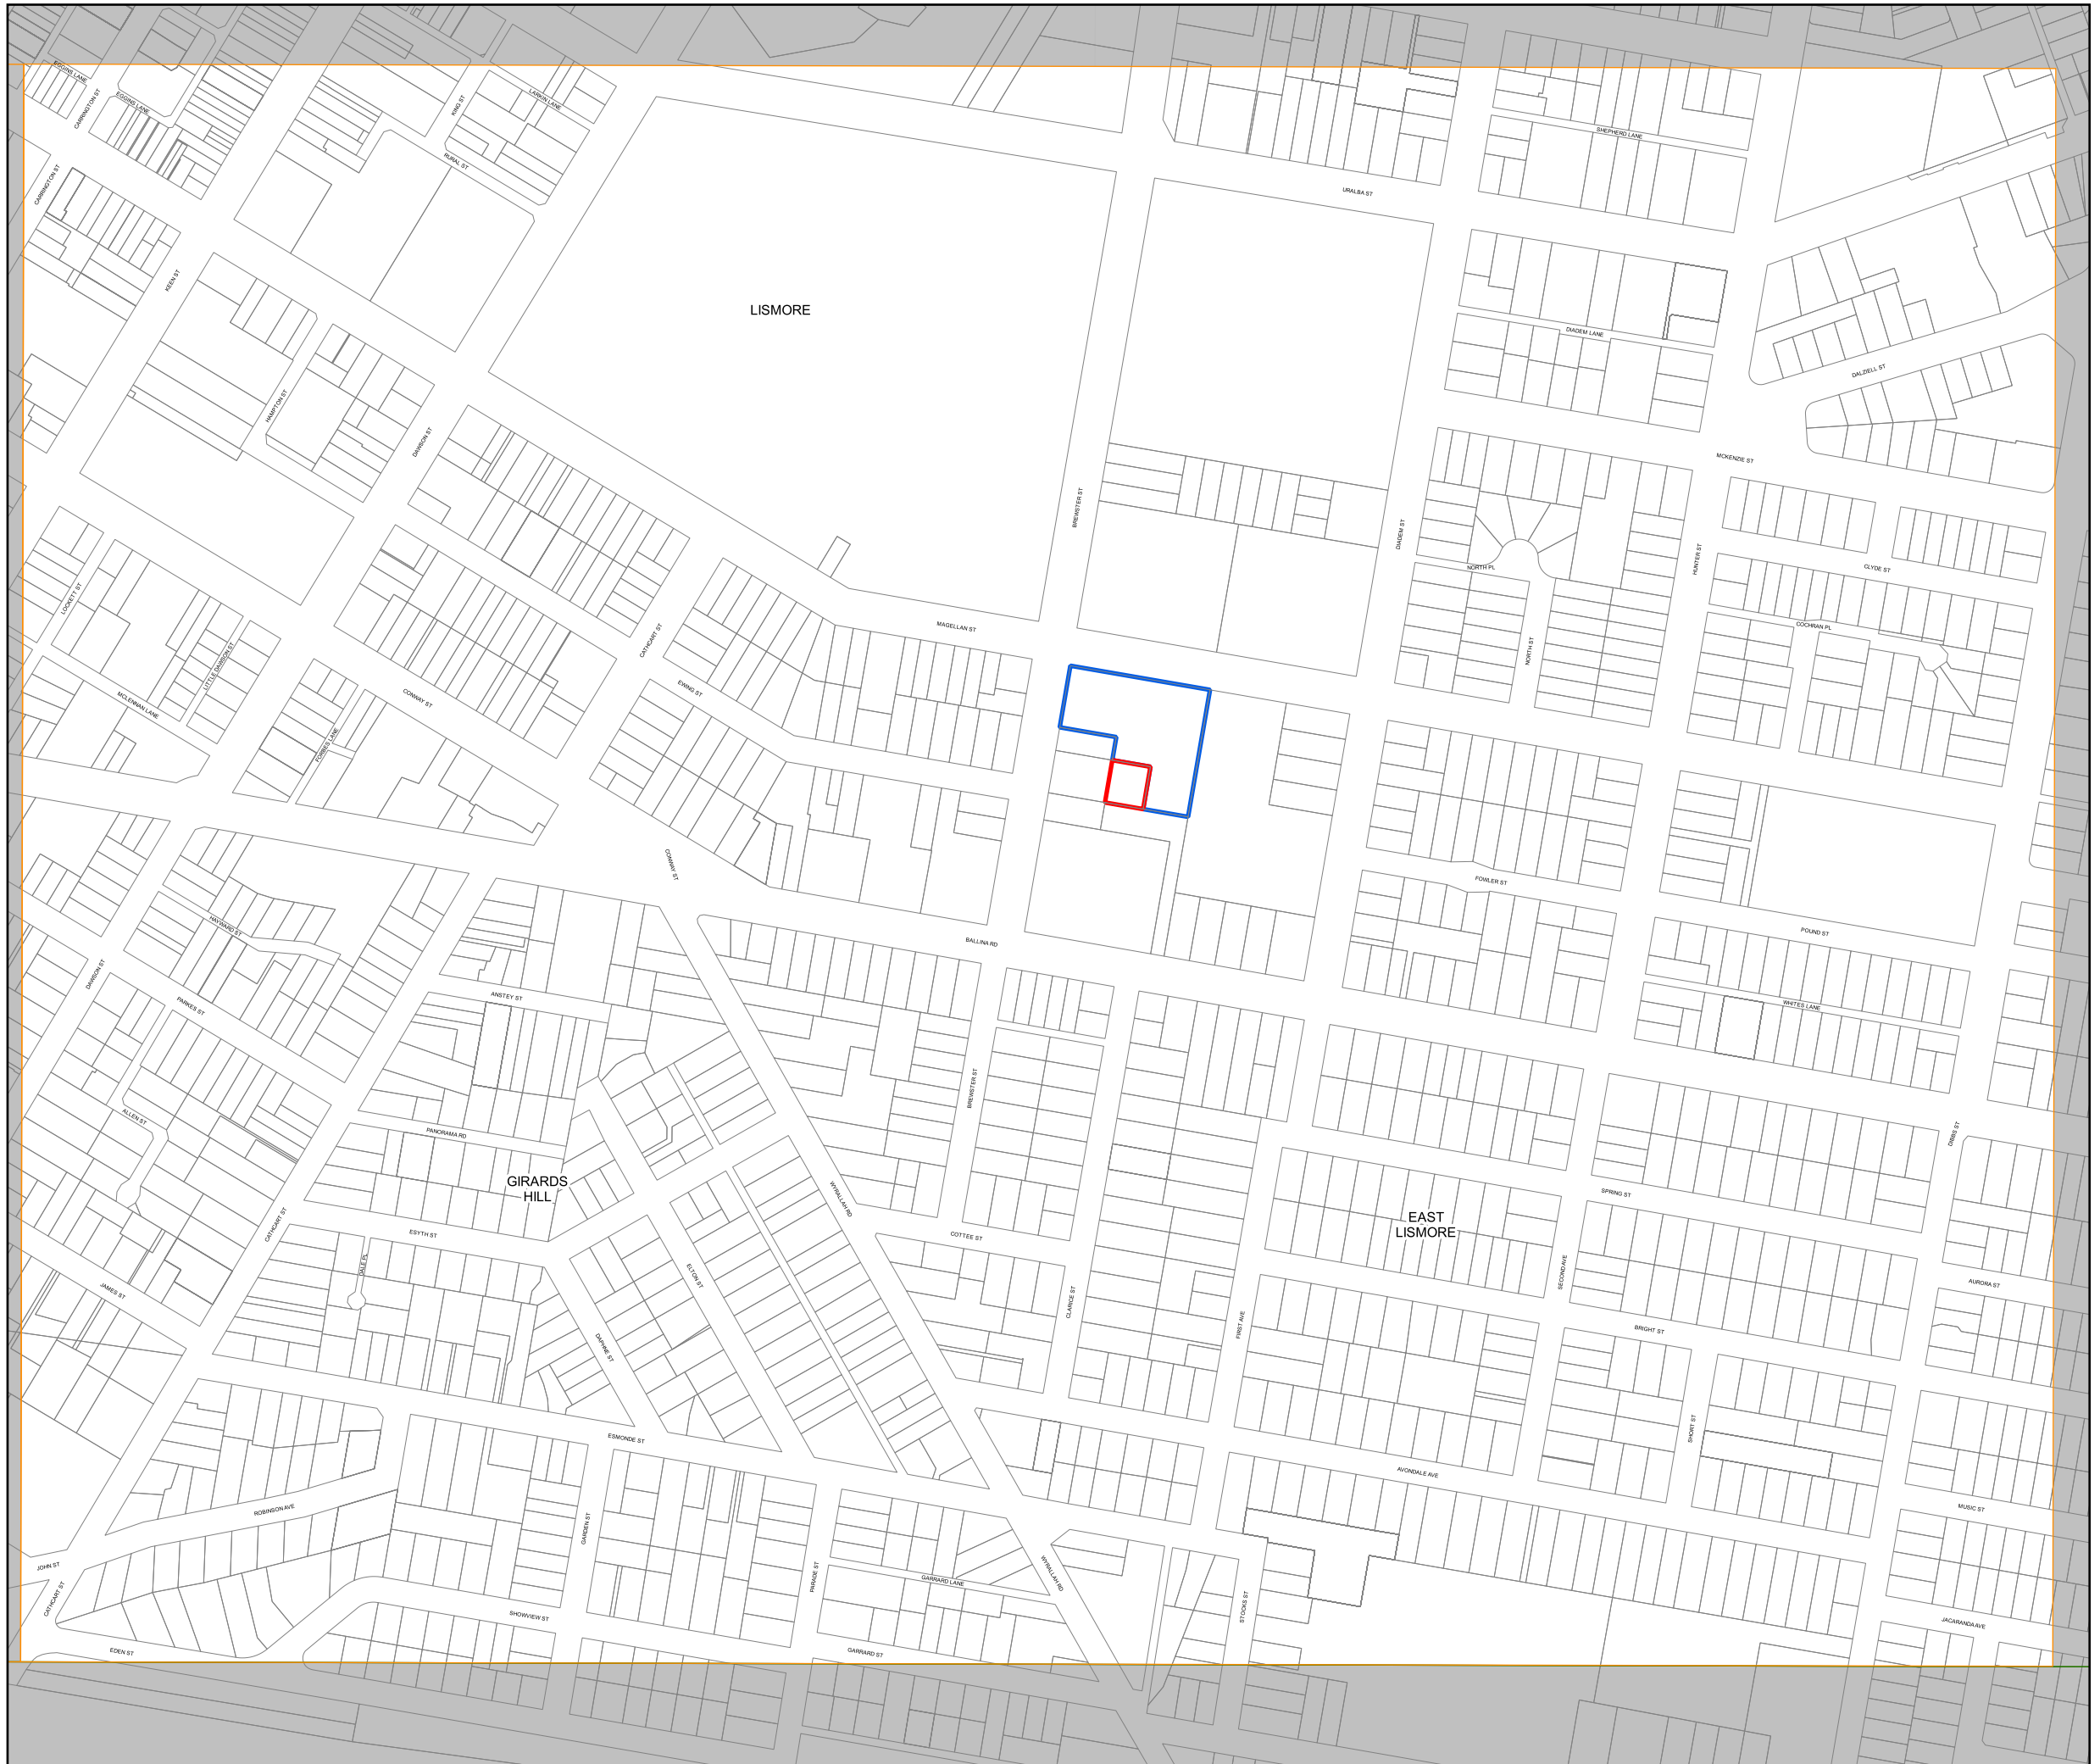 EGGINS LANE
CARRINGTON ST
EGGINS LANE
KING ST
LARKIN LANE
SHEPHERD LANE
RURAL ST
CARRINGTON ST
URALBA ST
KEEN ST
LISMORE
DIADEM LANE
DALZIELL ST
HAMPTON ST
DAWSON ST
MCKENZIE ST
BREWSTER ST
DIADEM ST
HUNTER ST
NORTH PL
CLYDE ST
LOCKETT ST
MAGELLAN ST
COCHRAN PL
CATHCART ST
NORTH ST
LITTLE DAWSON ST
EWING ST
MCLENNAN LANE
CONWAY ST
FORBES LANE
CONWAY ST
FOWLER ST
HAYWARD ST
POUND ST
BALLINA RD
DAWSON ST
ANSTEY ST
PARKES ST
WHITES LANE
BREWSTER ST
ALLEN ST
PANORAMA RD
DIBBS ST
GIRARDS
HILL
WYRALLAH RD
SPRING ST
CATHCART ST
EAST
LISMORE
ESYTH ST
COTTEE ST
DALE PL
ELTON ST
SECOND AVE
AURORA ST
JAMES ST
CLARICE ST
FIRST AVE
BRIGHT ST
DAPHNE ST
SHORT ST
ESMONDE ST
AVONDALE AVE
ROBINSON AVE
MUSIC ST
GARDEN ST
JOHN ST
PARADE ST
WYRALLAH RD
GARRARD LANE
CATHCART ST
STOCKS ST
SHOWVIEW ST
JACARANDA AVE
EDEN ST
GARRARD ST